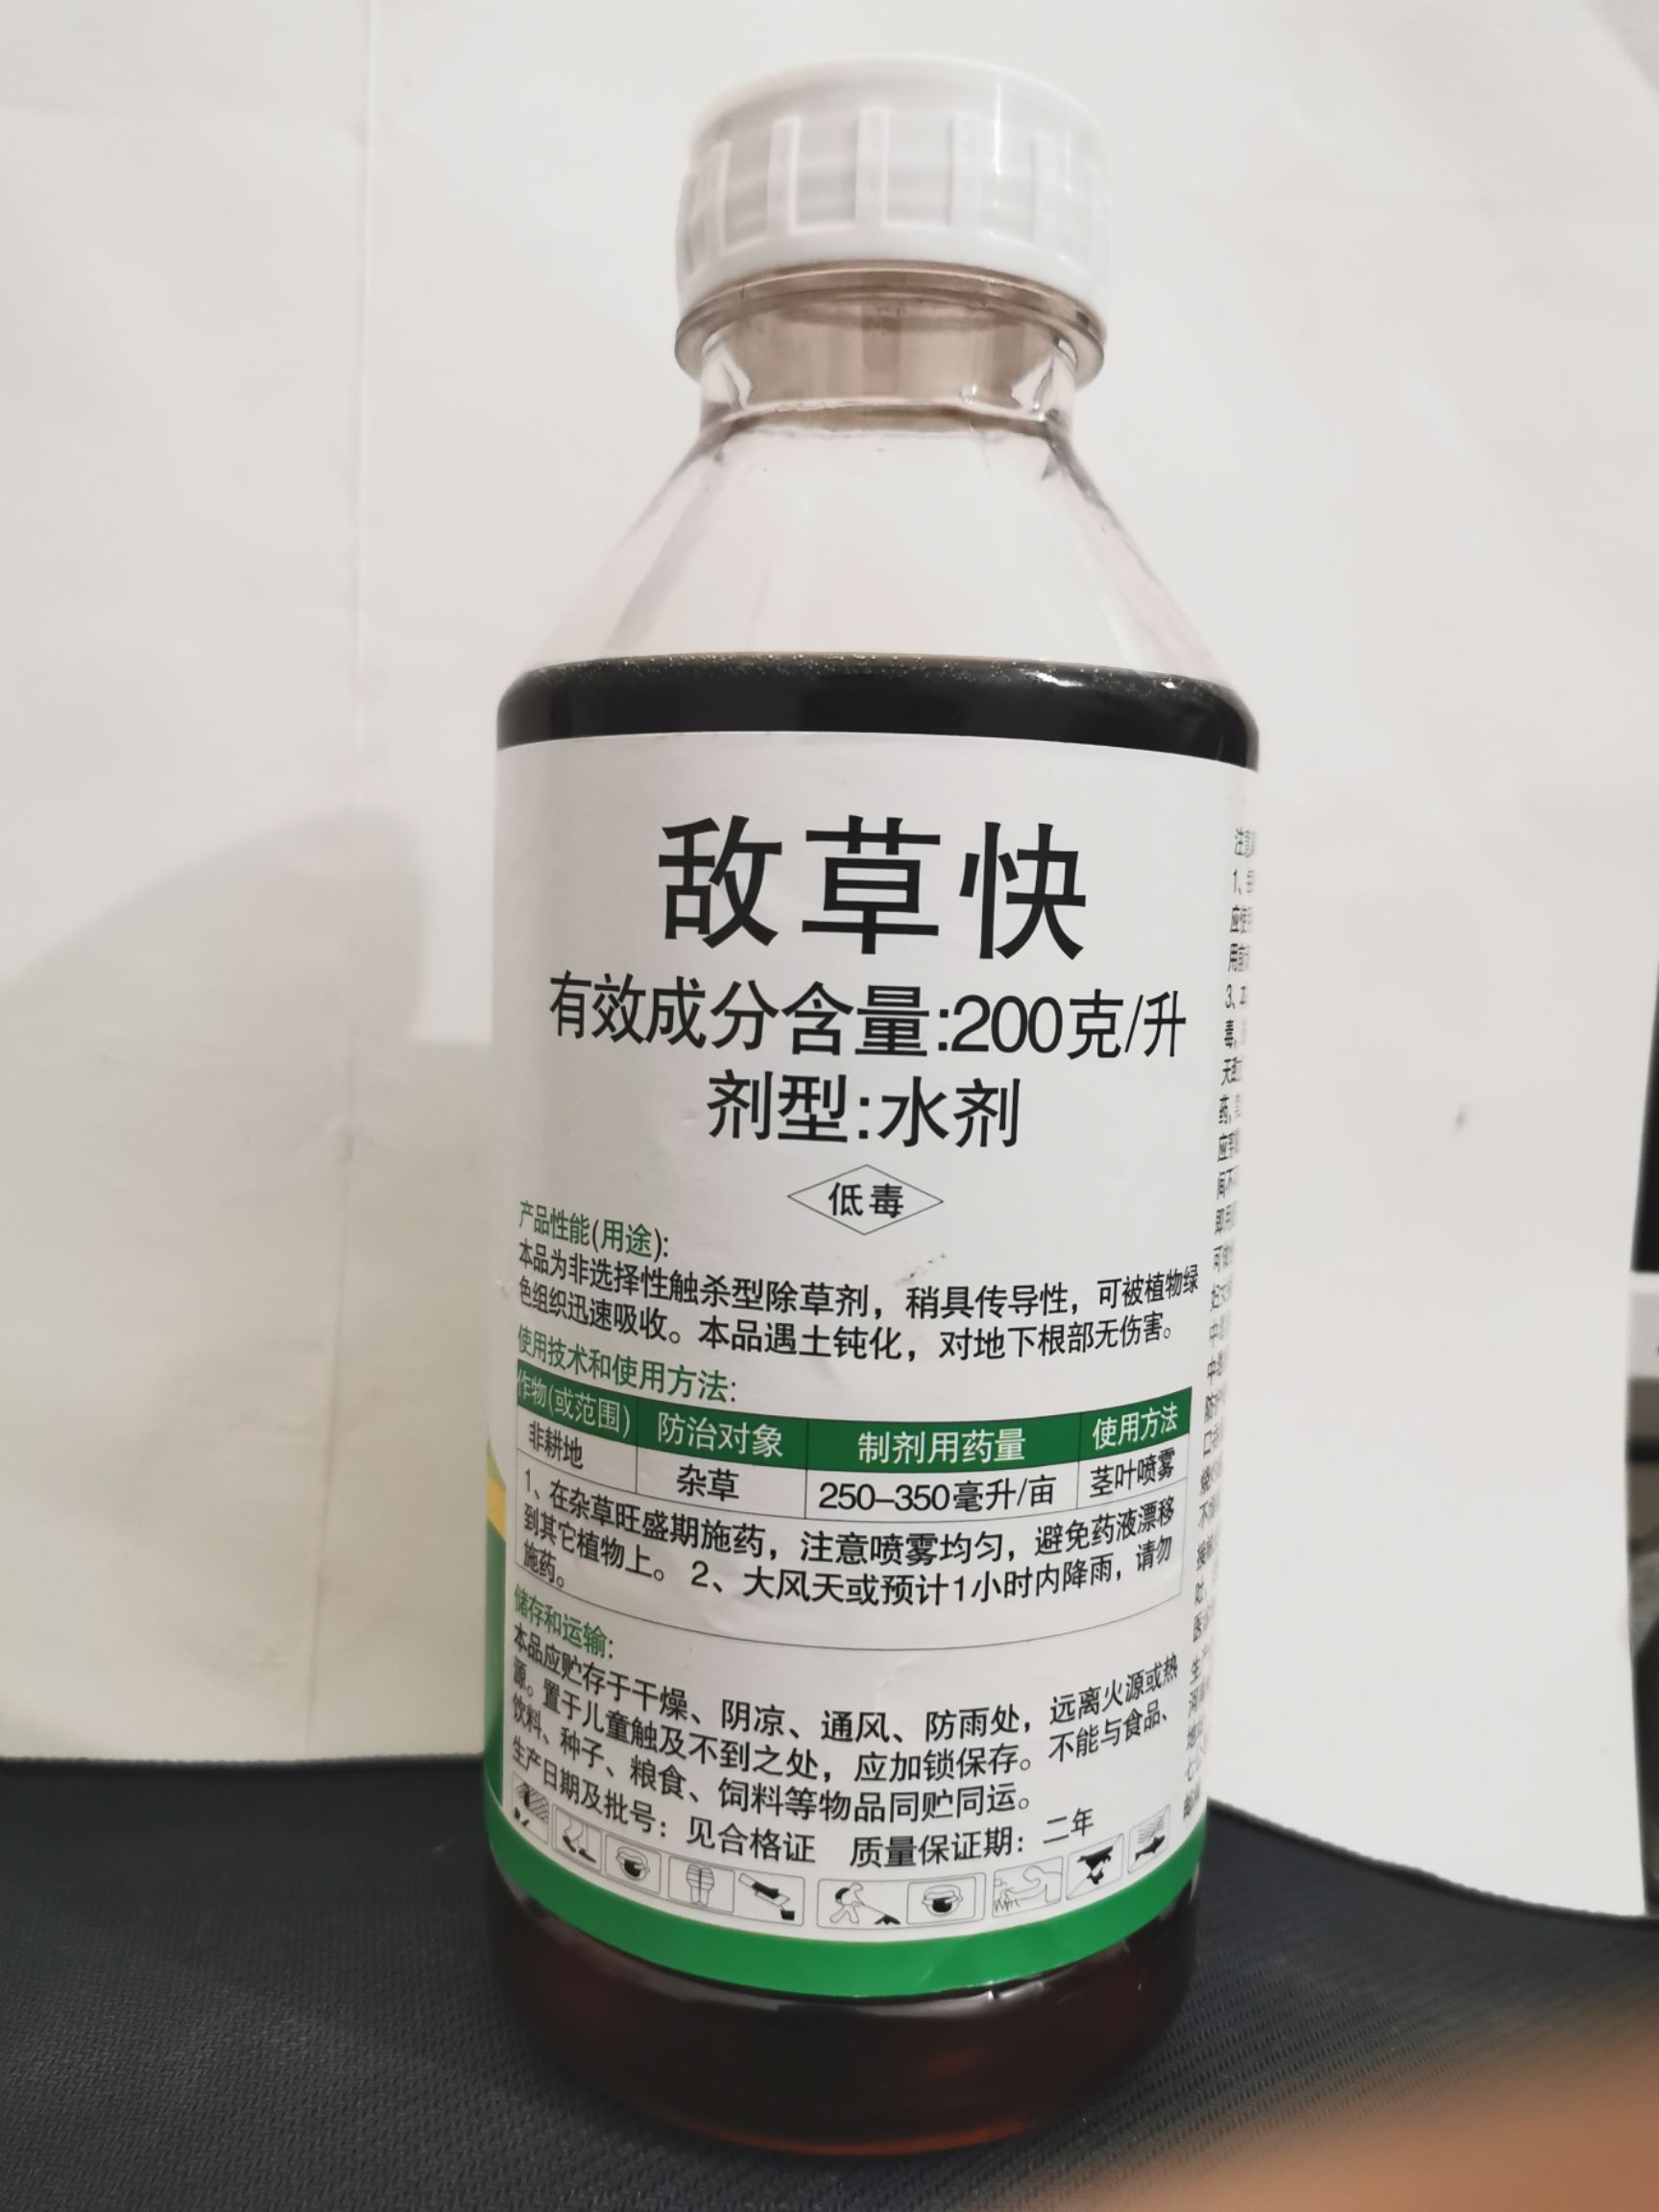 敌草快
有效成分含量:200克/升
剂型:水剂
低毒
产品性能(用途):
本品为非选择性触杀型除草剂，稍具传导性，可被植物绿
色组织迅速吸收。本品遇土钝化，对地下根部无伤害。
使用技术和使用方法:
作物(或范围) 防治对象 制剂用药量 使用方法
非耕地 杂草 250–350毫升/亩 茎叶喷雾
1、在杂草旺盛期施药，注意喷雾均匀，避免药液漂移
到其它植物上。2、大风天或预计1小时内降雨，请勿
施药。
储存和运输:
本品应贮存于干燥、阴凉、通风、防雨处，远离火源或热
源。置于儿童触及不到之处，应加锁保存。不能与食品、
饮料、种子、粮食、饲料等物品同贮同运。
生产日期及批号：见合格证 质量保证期：二年